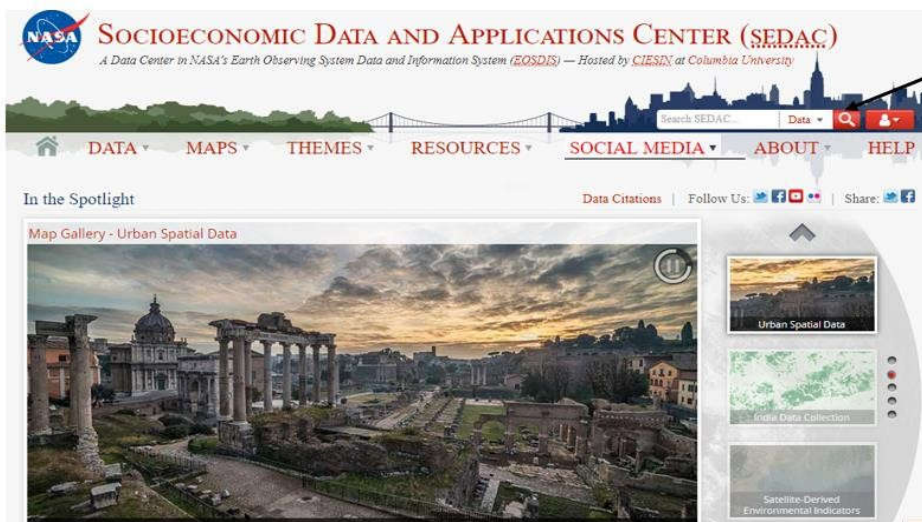 NASA
SOCIOECONOMIC DATA AND APPLICATIONS CENTER (SEDAC)
A Data Center in NASA's Earth Observing System Data and Information System (EOSDIS) — Hosted by CIESIN at Columbia University
Search SEDAC... Data
DATA MAPS THEMES RESOURCES SOCIAL MEDIA ABOUT HELP
In the Spotlight
Data Citations | Follow Us: | Share:
Map Gallery - Urban Spatial Data
Urban Spatial Data
India Data Collection
Satellite-Derived
Environmental Indicators